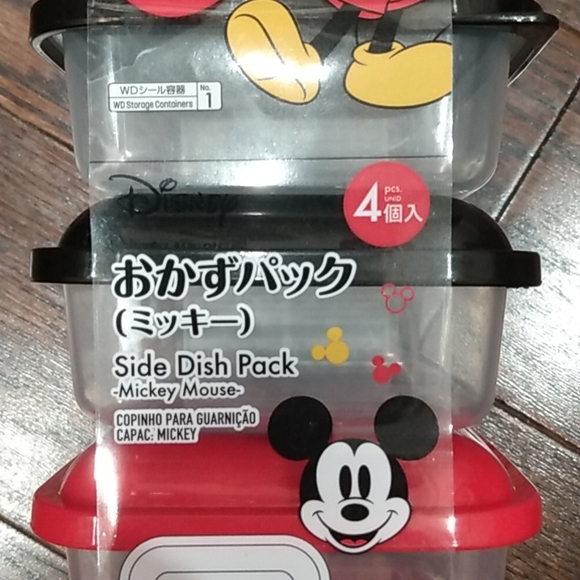 WDシール容器
WD Storage Containers
No.
1
Disney
4
pcs.
UNID
個入
おかずパック
(ミッキー)
Side Dish Pack
-Mickey Mouse-
COPINHO PARA GUARNIÇÃO
CAPAC: MICKEY